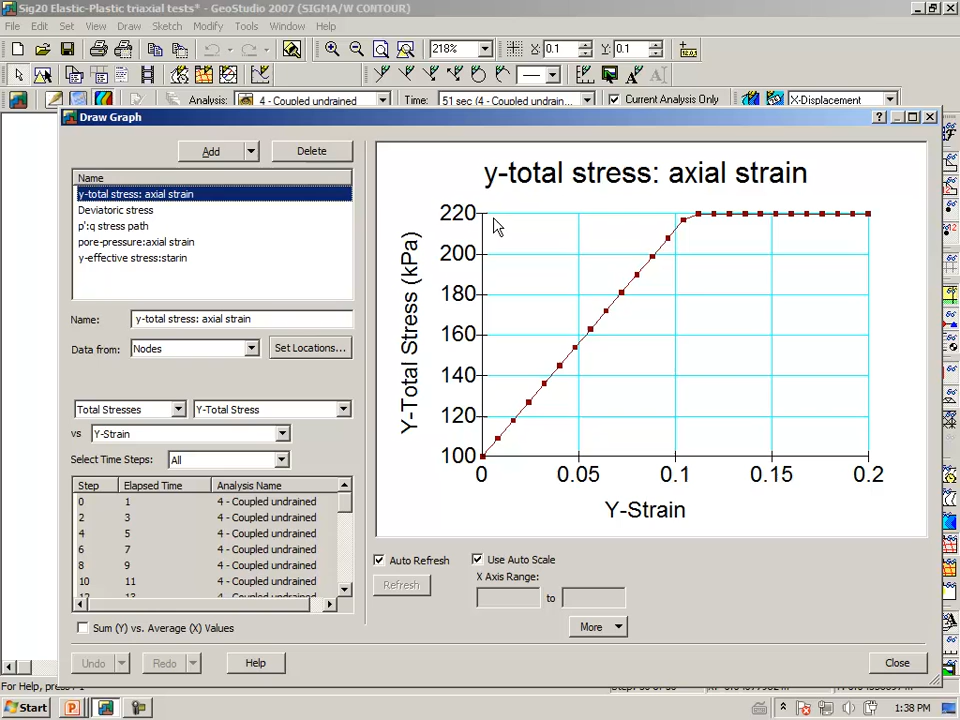 Sig20 Elastic-Plastic triaxial tests* - GeoStudio 2007 (SIGMA/W CONTOUR)
File Edit Set View Draw Sketch Modify Tools Window Help
218% X: 0.1 Y: 0.1
Analysis: 4 - Coupled undrained Time: 51 sec (4 - Coupled undrain... Current Analysis Only X-Displacement
Draw Graph
Add Delete
Name
y-total stress: axial strain
Deviatoric stress
p':q stress path
pore-pressure:axial strain
y-effective stress:starin
Name: y-total stress: axial strain
Data from: Nodes Set Locations...
Total Stresses Y-Total Stress
vs Y-Strain
Select Time Steps: All
Step Elapsed Time Analysis Name
0 1 4 - Coupled undrained
2 3 4 - Coupled undrained
4 5 4 - Coupled undrained
6 7 4 - Coupled undrained
8 9 4 - Coupled undrained
10 11 4 - Coupled undrained
Sum (Y) vs. Average (X) Values
Undo Redo Help
y-total stress: axial strain
Y-Total Stress (kPa)
220
200
180
160
140
120
100
0 0.05 0.1 0.15 0.2
Y-Strain
Auto Refresh Use Auto Scale
Refresh
X Axis Range:
to
More
Close
For Help, press F1
Start 1:38 PM